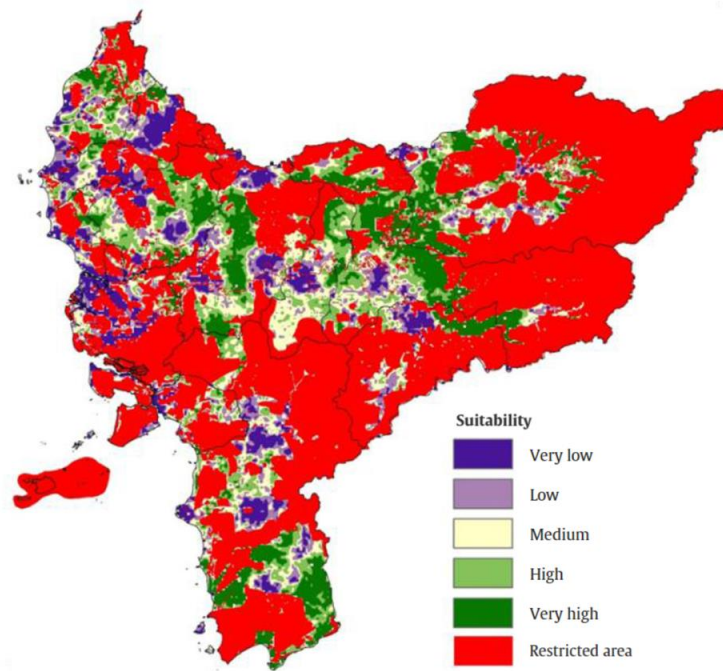 Suitability
Very low
Low
Medium
High
Very high
Restricted area